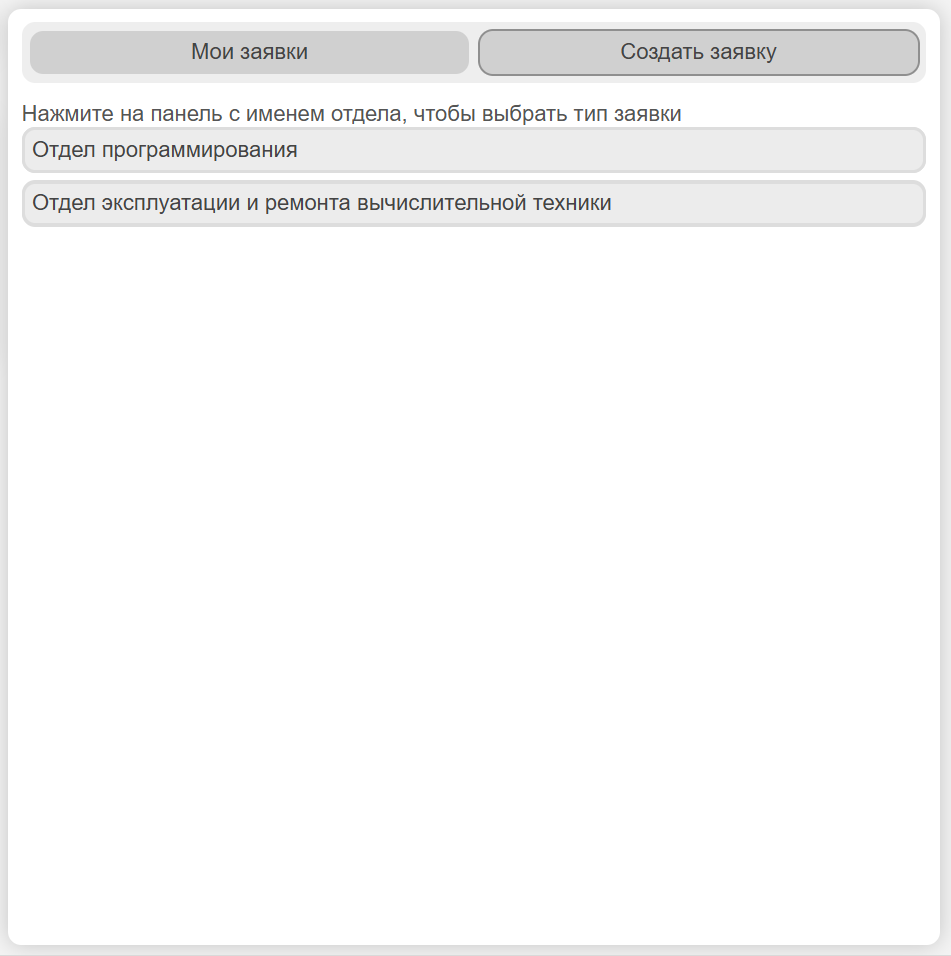 Мои заявки
Создать заявку
Нажмите на панель с именем отдела, чтобы выбрать тип заявки
Отдел программирования
Отдел эксплуатации и ремонта вычислительной техники